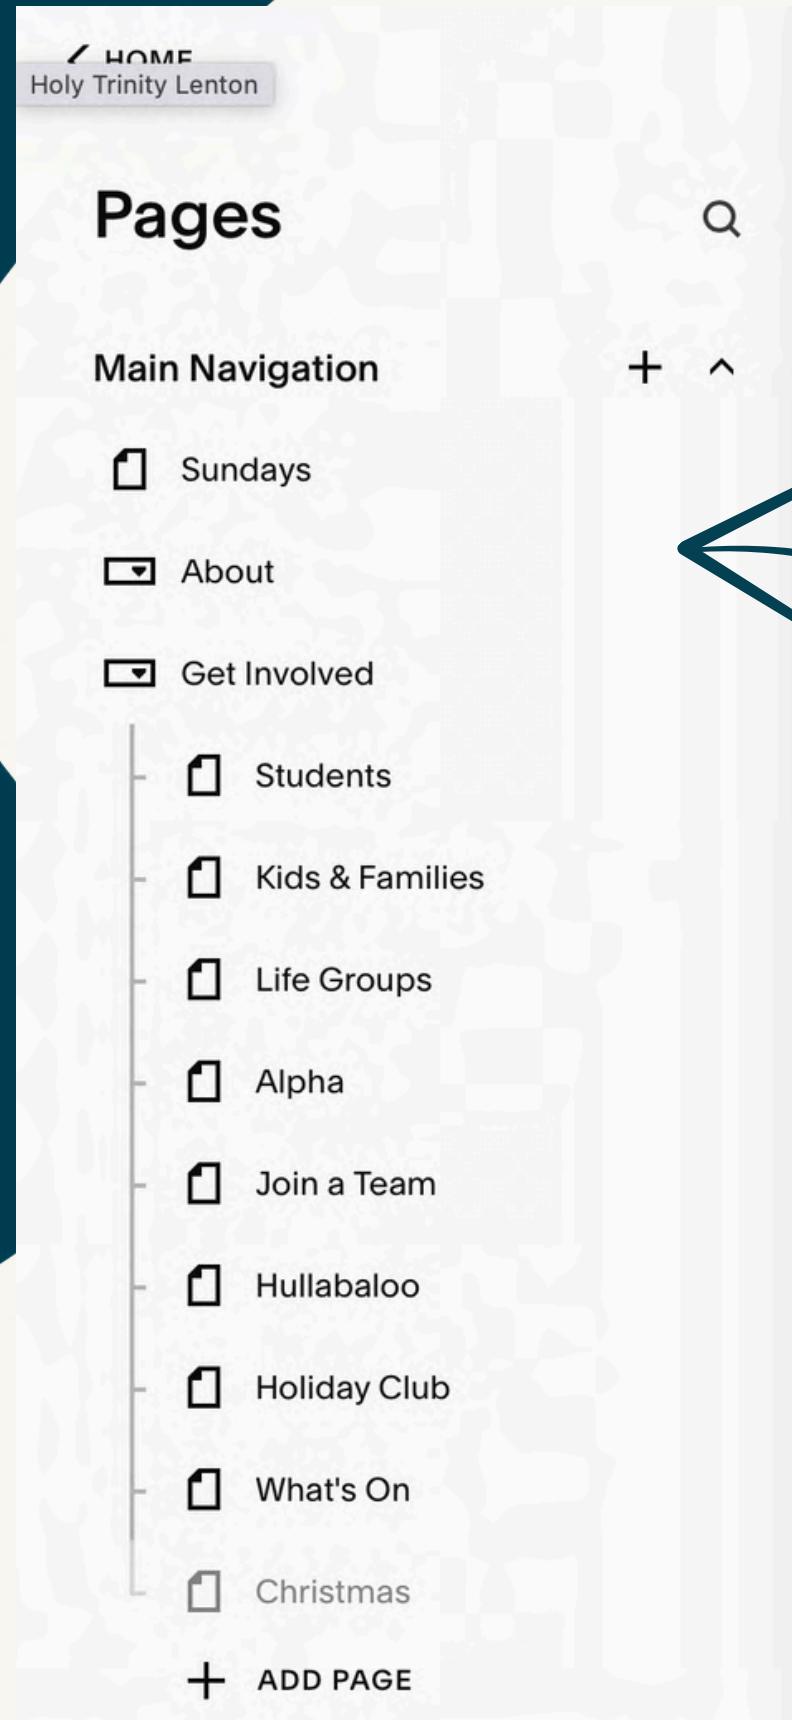 HOME
Holy Trinity Lenton
Pages
Main Navigation
Sundays
About
Get Involved
Students
Kids & Families
Life Groups
Alpha
Join a Team
Hullabaloo
Holiday Club
What's On
Christmas
ADD PAGE